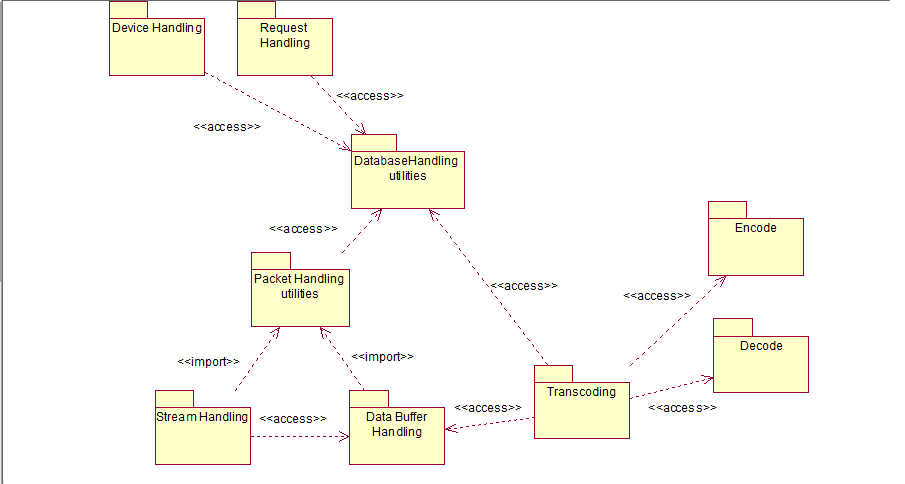 Device Handling
Request
Handling
<<access>>
<<access>>
DatabaseHandling
utilities
<<access>>
Encode
Packet Handling
utilities
<<access>>
<<access>>
Decode
<<import>>
<<import>>
Transcoding
<<access>>
<<access>>
<<access>>
Stream Handling
Data Buffer
Handling